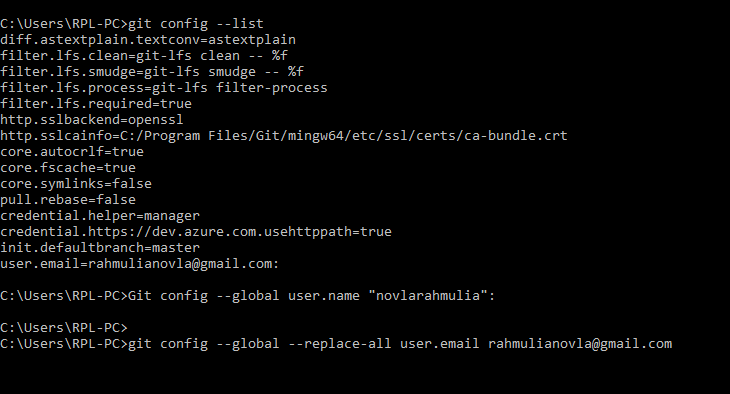 C:\Users\RPL-PC>git config --list
diff.astextplain.textconv=astextplain
filter.lfs.clean=git-lfs clean -- %f
filter.lfs.smudge=git-lfs smudge -- %f
filter.lfs.process=git-lfs filter-process
filter.lfs.required=true
http.sslbackend=openssl
http.sslcainfo=C:/Program Files/Git/mingw64/etc/ssl/certs/ca-bundle.crt
core.autocrlf=true
core.fscache=true
core.symlinks=false
pull.rebase=false
credential.helper=manager
credential.https://dev.azure.com.usehttppath=true
init.defaultbranch=master
user.email=rahmulianovla@gmail.com:
C:\Users\RPL-PC>Git config --global user.name "novlarahmulia":
C:\Users\RPL-PC>
C:\Users\RPL-PC>git config --global --replace-all user.email rahmulianovla@gmail.com